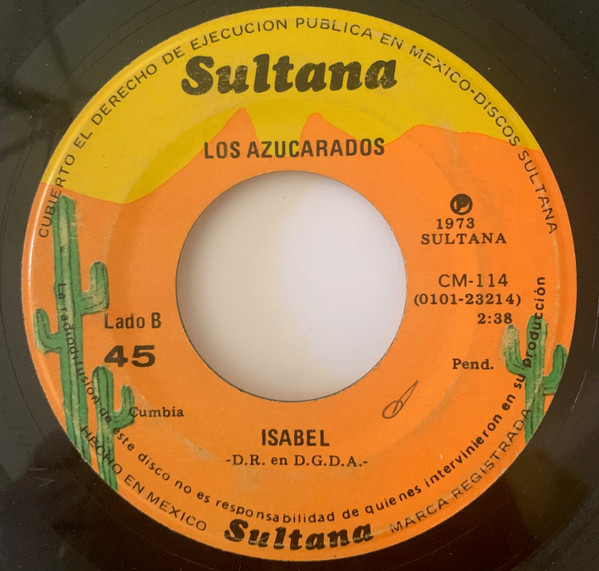 CUBIERTO EL DERECHO DE EJECUCION PUBLICA EN MEXICO-DISCOS SULTANA
Sultana
LOS AZUCARADOS
℗
1973
SULTANA
CM-114
(0101-23214)
2:38
Lado B
45
Pend.
Cumbia
ISABEL
-D.R. en D.G.D.A.-
La radiodifusión de este disco no es responsabilidad de quienes intervinieron en su producción
HECHO EN MEXICO
Sultana
MARCA REGISTRADA